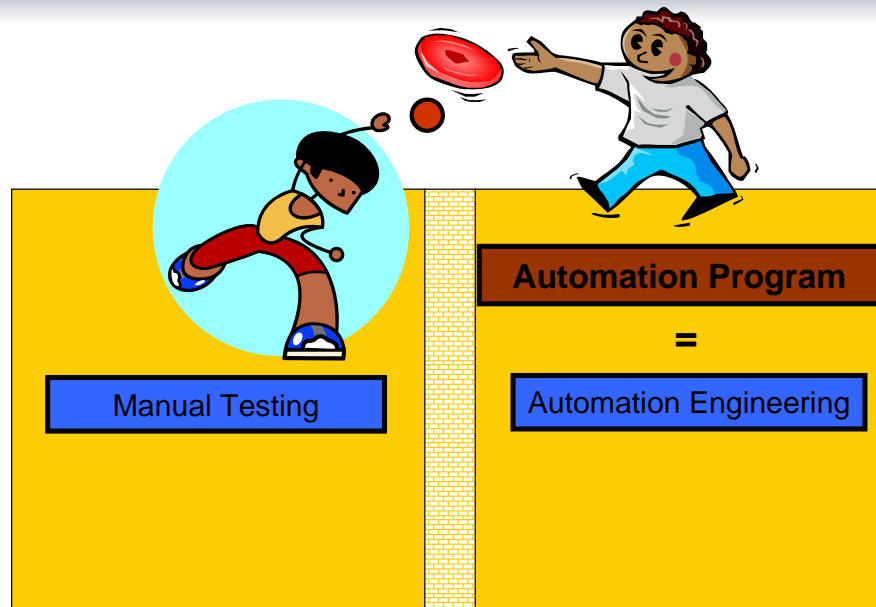 Automation Program
=
Manual Testing
Automation Engineering